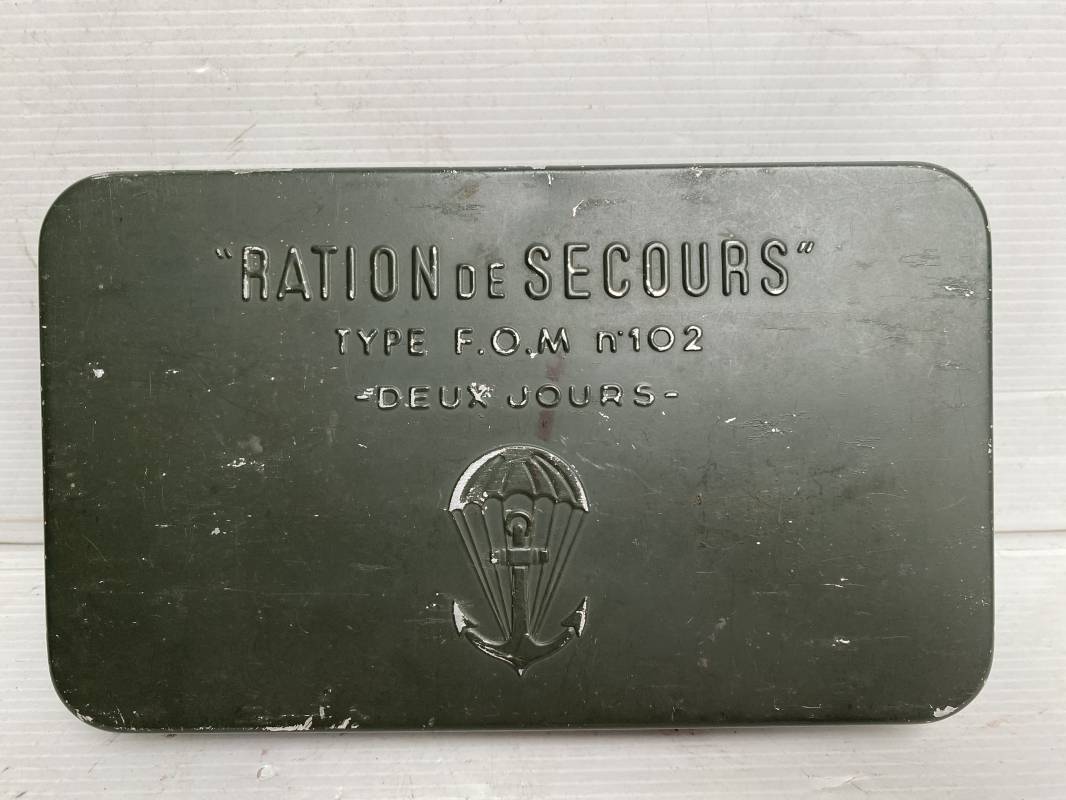 "RATION DE SECOURS"
TYPE F.O.M n°102
-DEUX JOURS-